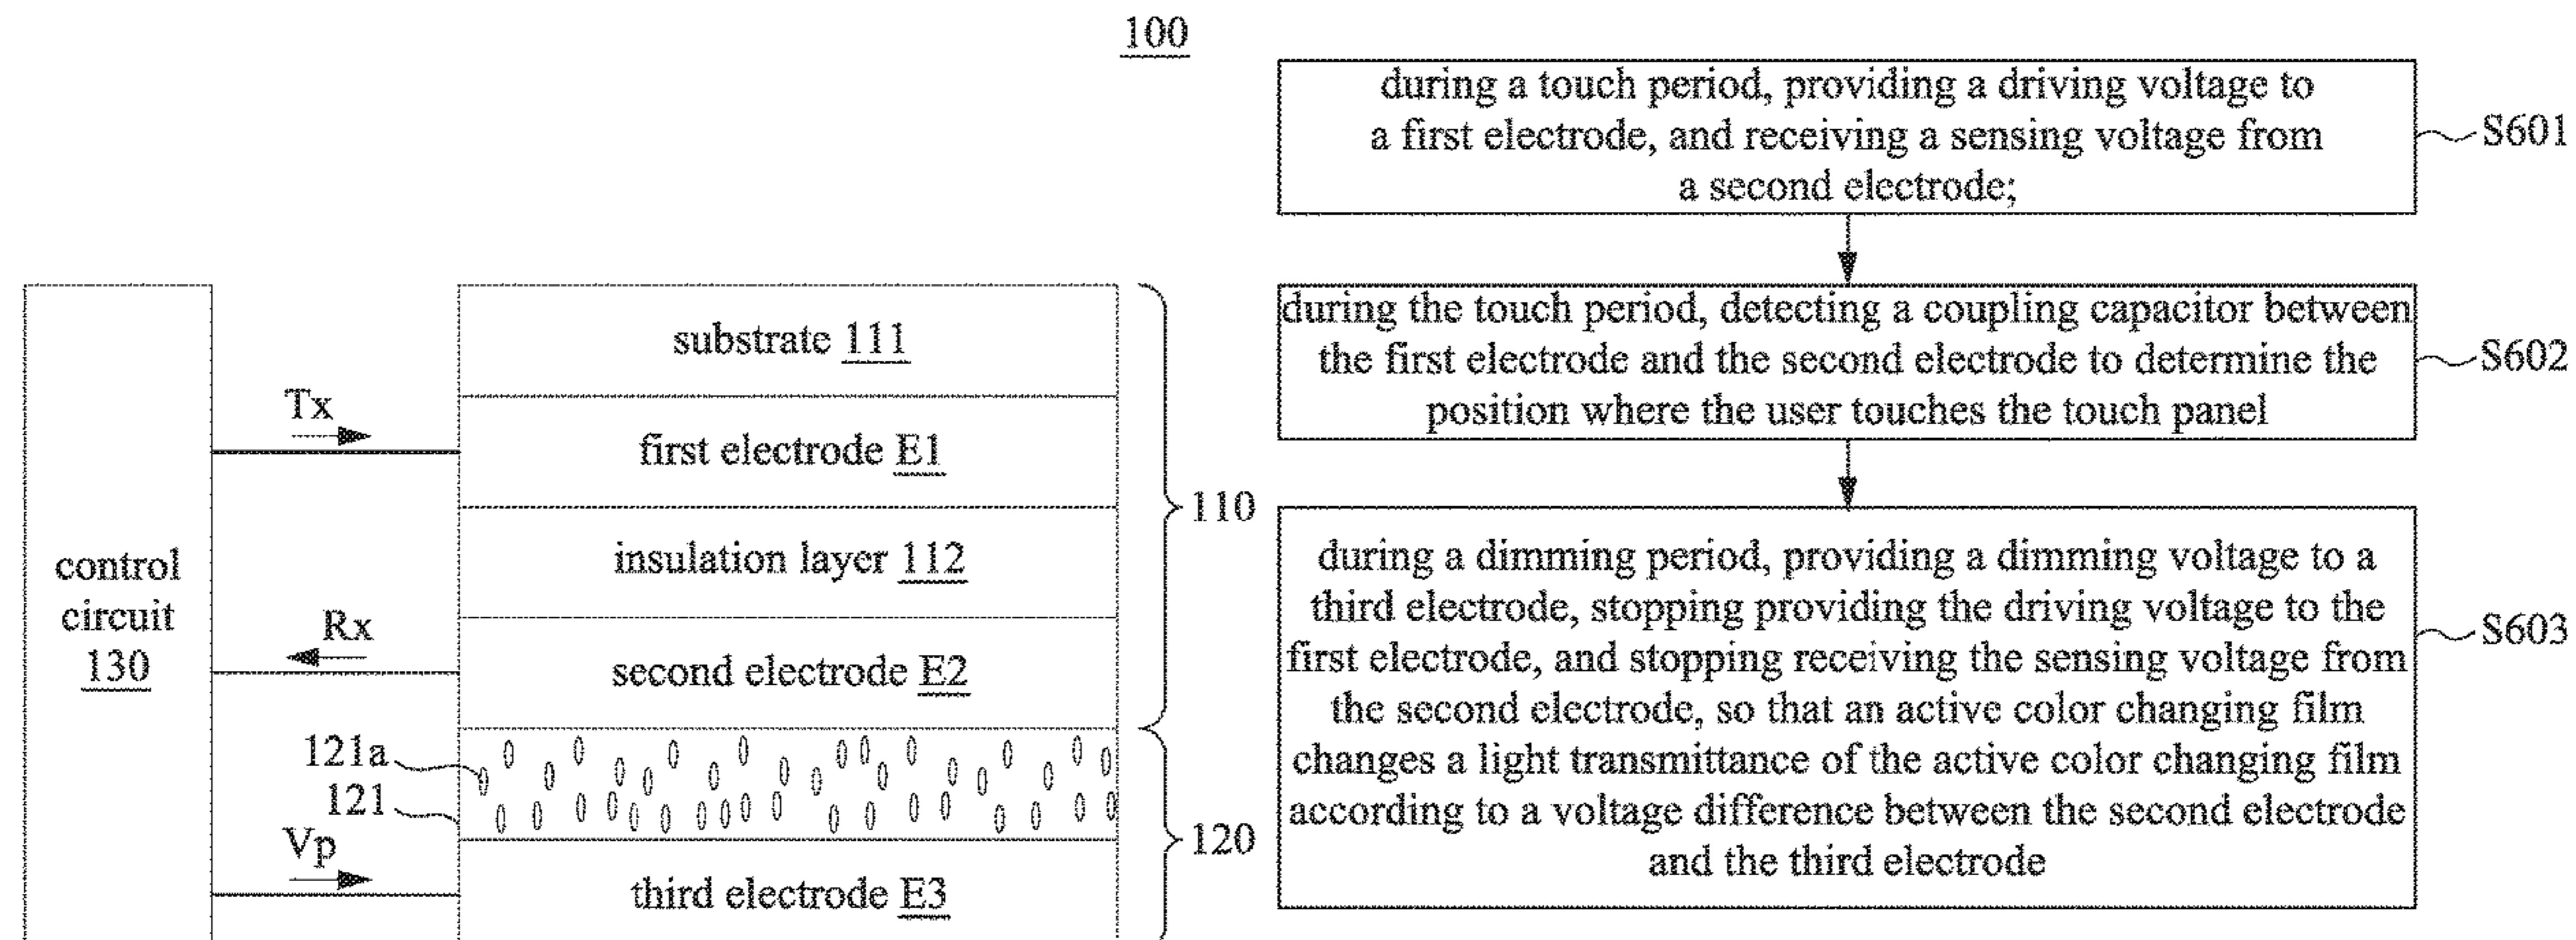 100
control
circuit
130
Tx
Rx
Vp
121a
121
substrate 111
first electrode E1
insulation layer 112
second electrode E2
third electrode E3
110
120
during a touch period, providing a driving voltage to
a first electrode, and receiving a sensing voltage from
a second electrode;
S601
during the touch period, detecting a coupling capacitor between
the first electrode and the second electrode to determine the
position where the user touches the touch panel
S602
during a dimming period, providing a dimming voltage to a
third electrode, stopping providing the driving voltage to the
first electrode, and stopping receiving the sensing voltage from
the second electrode, so that an active color changing film
changes a light transmittance of the active color changing film
according to a voltage difference between the second electrode
and the third electrode
S603